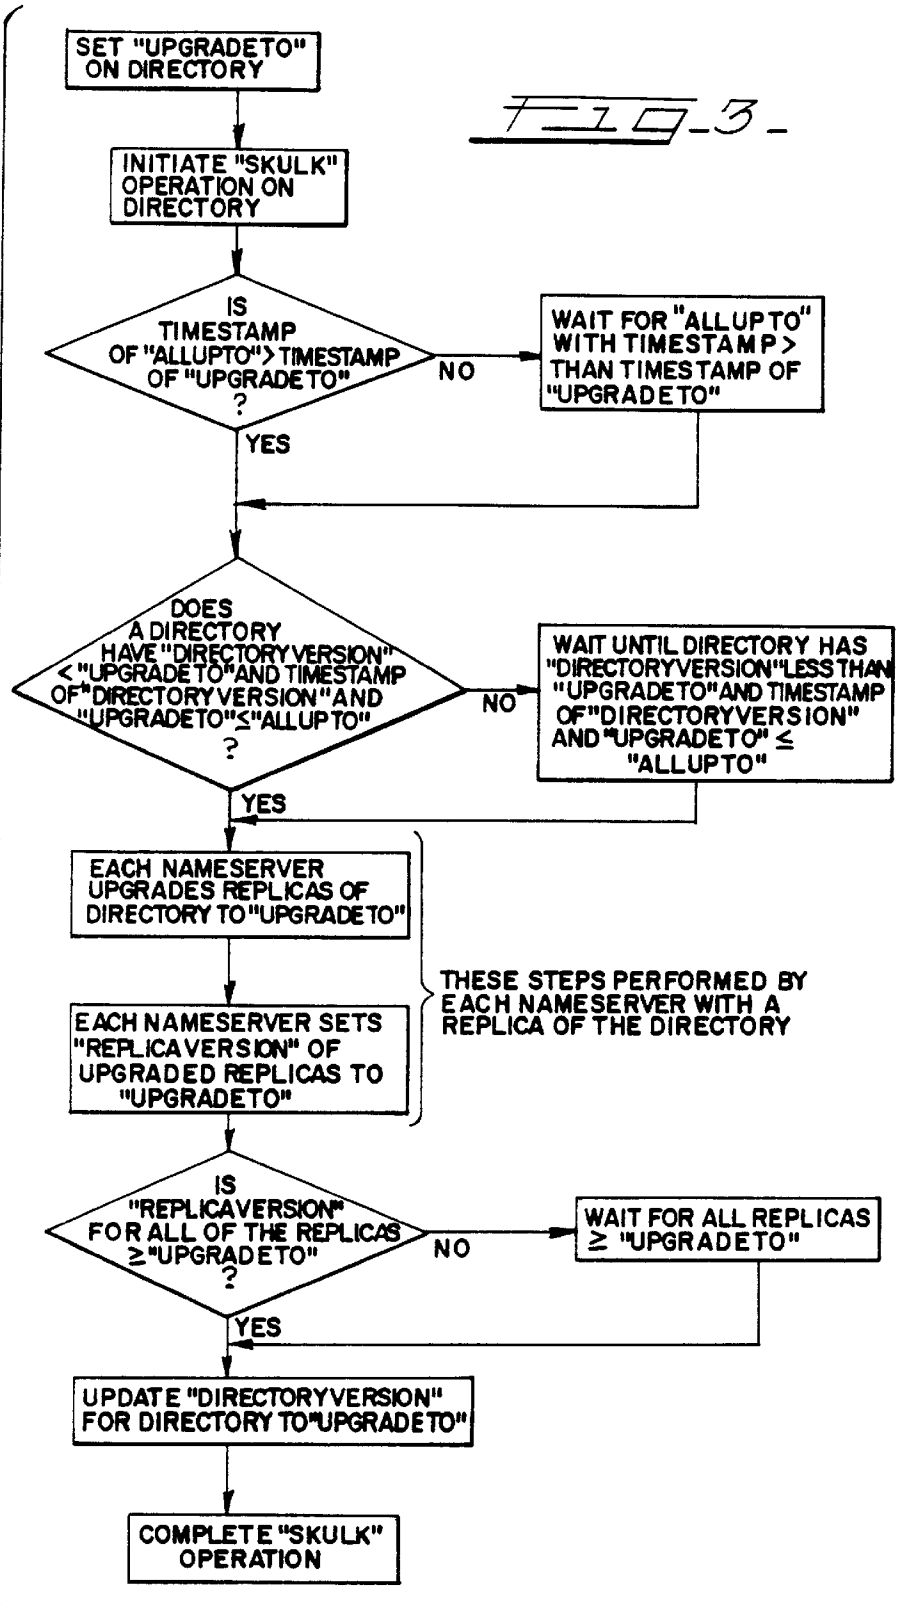 SET "UPGRADETO"
ON DIRECTORY
Fig-3-
INITIATE "SKULK"
OPERATION ON
DIRECTORY
IS
TIMESTAMP
OF "ALLUPTO">TIMESTAMP
OF "UPGRADETO"
?
NO
WAIT FOR "ALLUPTO"
WITH TIMESTAMP>
THAN TIMESTAMP OF
"UPGRADETO"
YES
DOES
A DIRECTORY
HAVE "DIRECTORYVERSION"
< "UPGRADETO" AND TIMESTAMP
OF "DIRECTORYVERSION" AND
"UPGRADETO" ≤ "ALLUPTO"
?
NO
WAIT UNTIL DIRECTORY HAS
"DIRECTORYVERSION" LESS THAN
"UPGRADETO" AND TIMESTAMP
OF "DIRECTORYVERSION"
AND "UPGRADETO" ≤
"ALLUPTO"
YES
EACH NAMESERVER
UPGRADES REPLICAS OF
DIRECTORY TO "UPGRADETO"
EACH NAMESERVER SETS
"REPLICAVERSION" OF
UPGRADED REPLICAS TO
"UPGRADETO"
THESE STEPS PERFORMED BY
EACH NAMESERVER WITH A
REPLICA OF THE DIRECTORY
IS
"REPLICAVERSION"
FOR ALL OF THE REPLICAS
≥ "UPGRADETO"
?
NO
WAIT FOR ALL REPLICAS
≥ "UPGRADETO"
YES
UPDATE "DIRECTORYVERSION"
FOR DIRECTORY TO "UPGRADETO"
COMPLETE "SKULK"
OPERATION